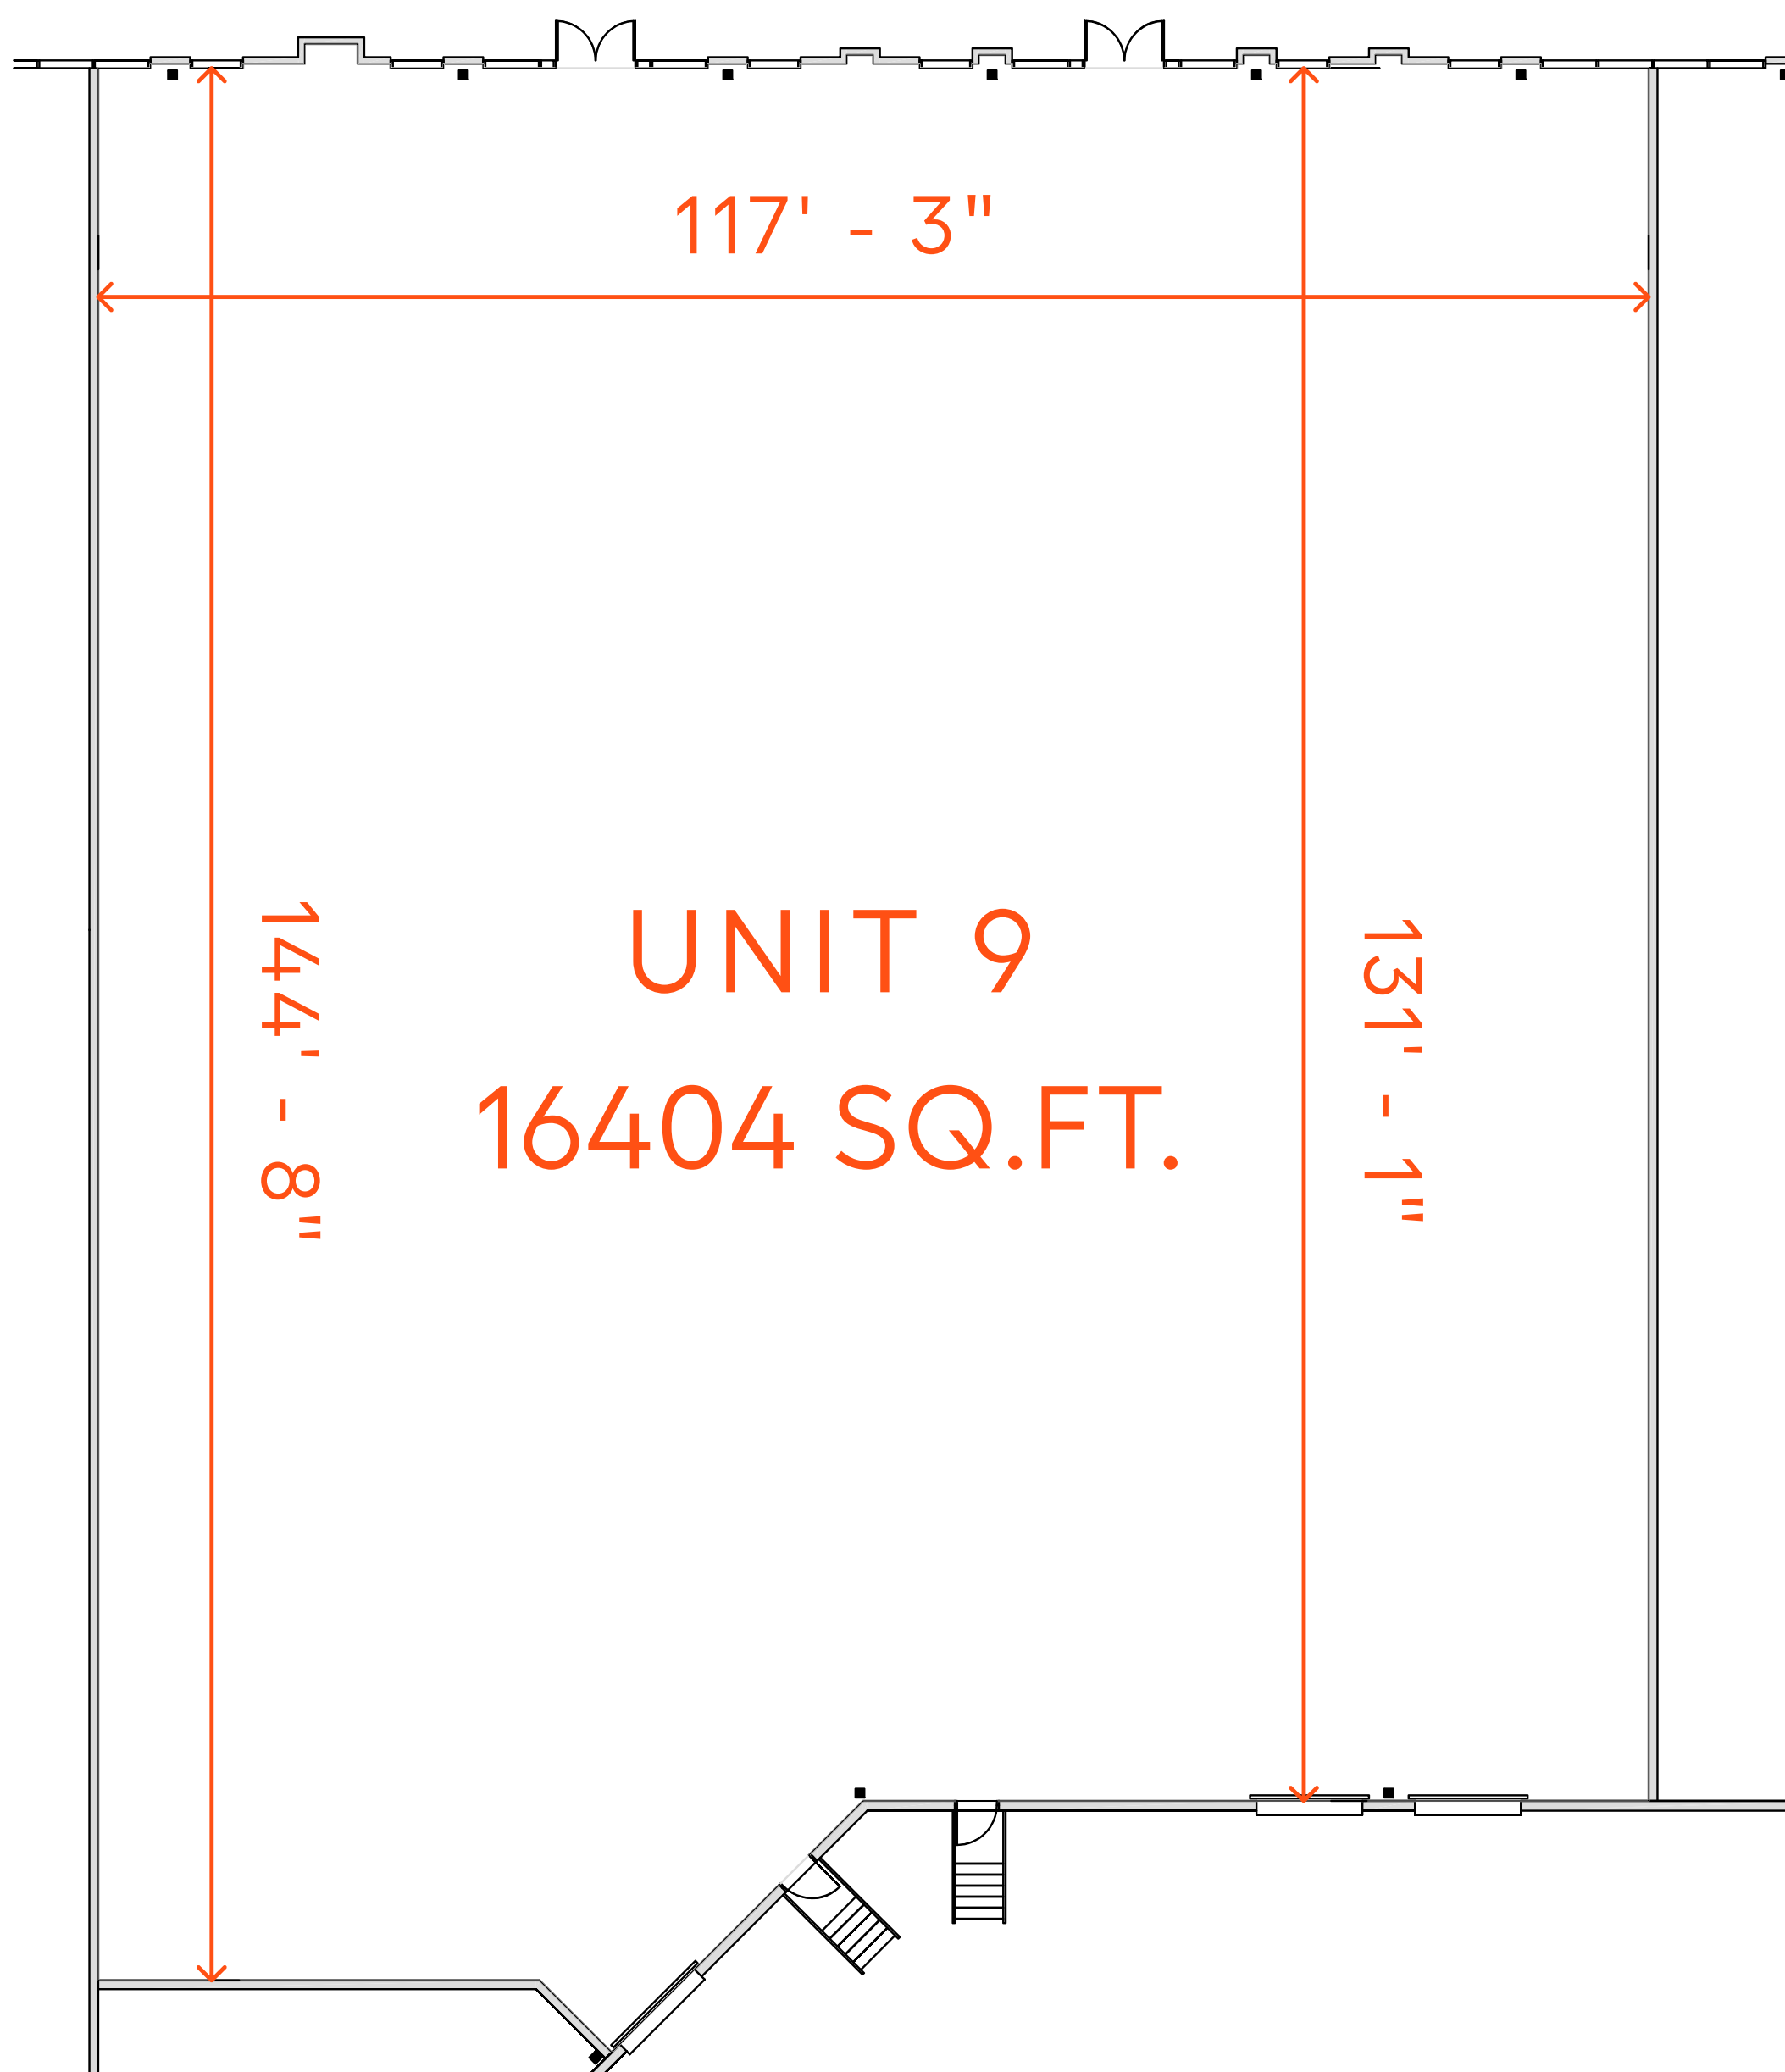 117' - 3"
UNIT 9
16404 SQ.FT.
144' - 8"
131' - 1"